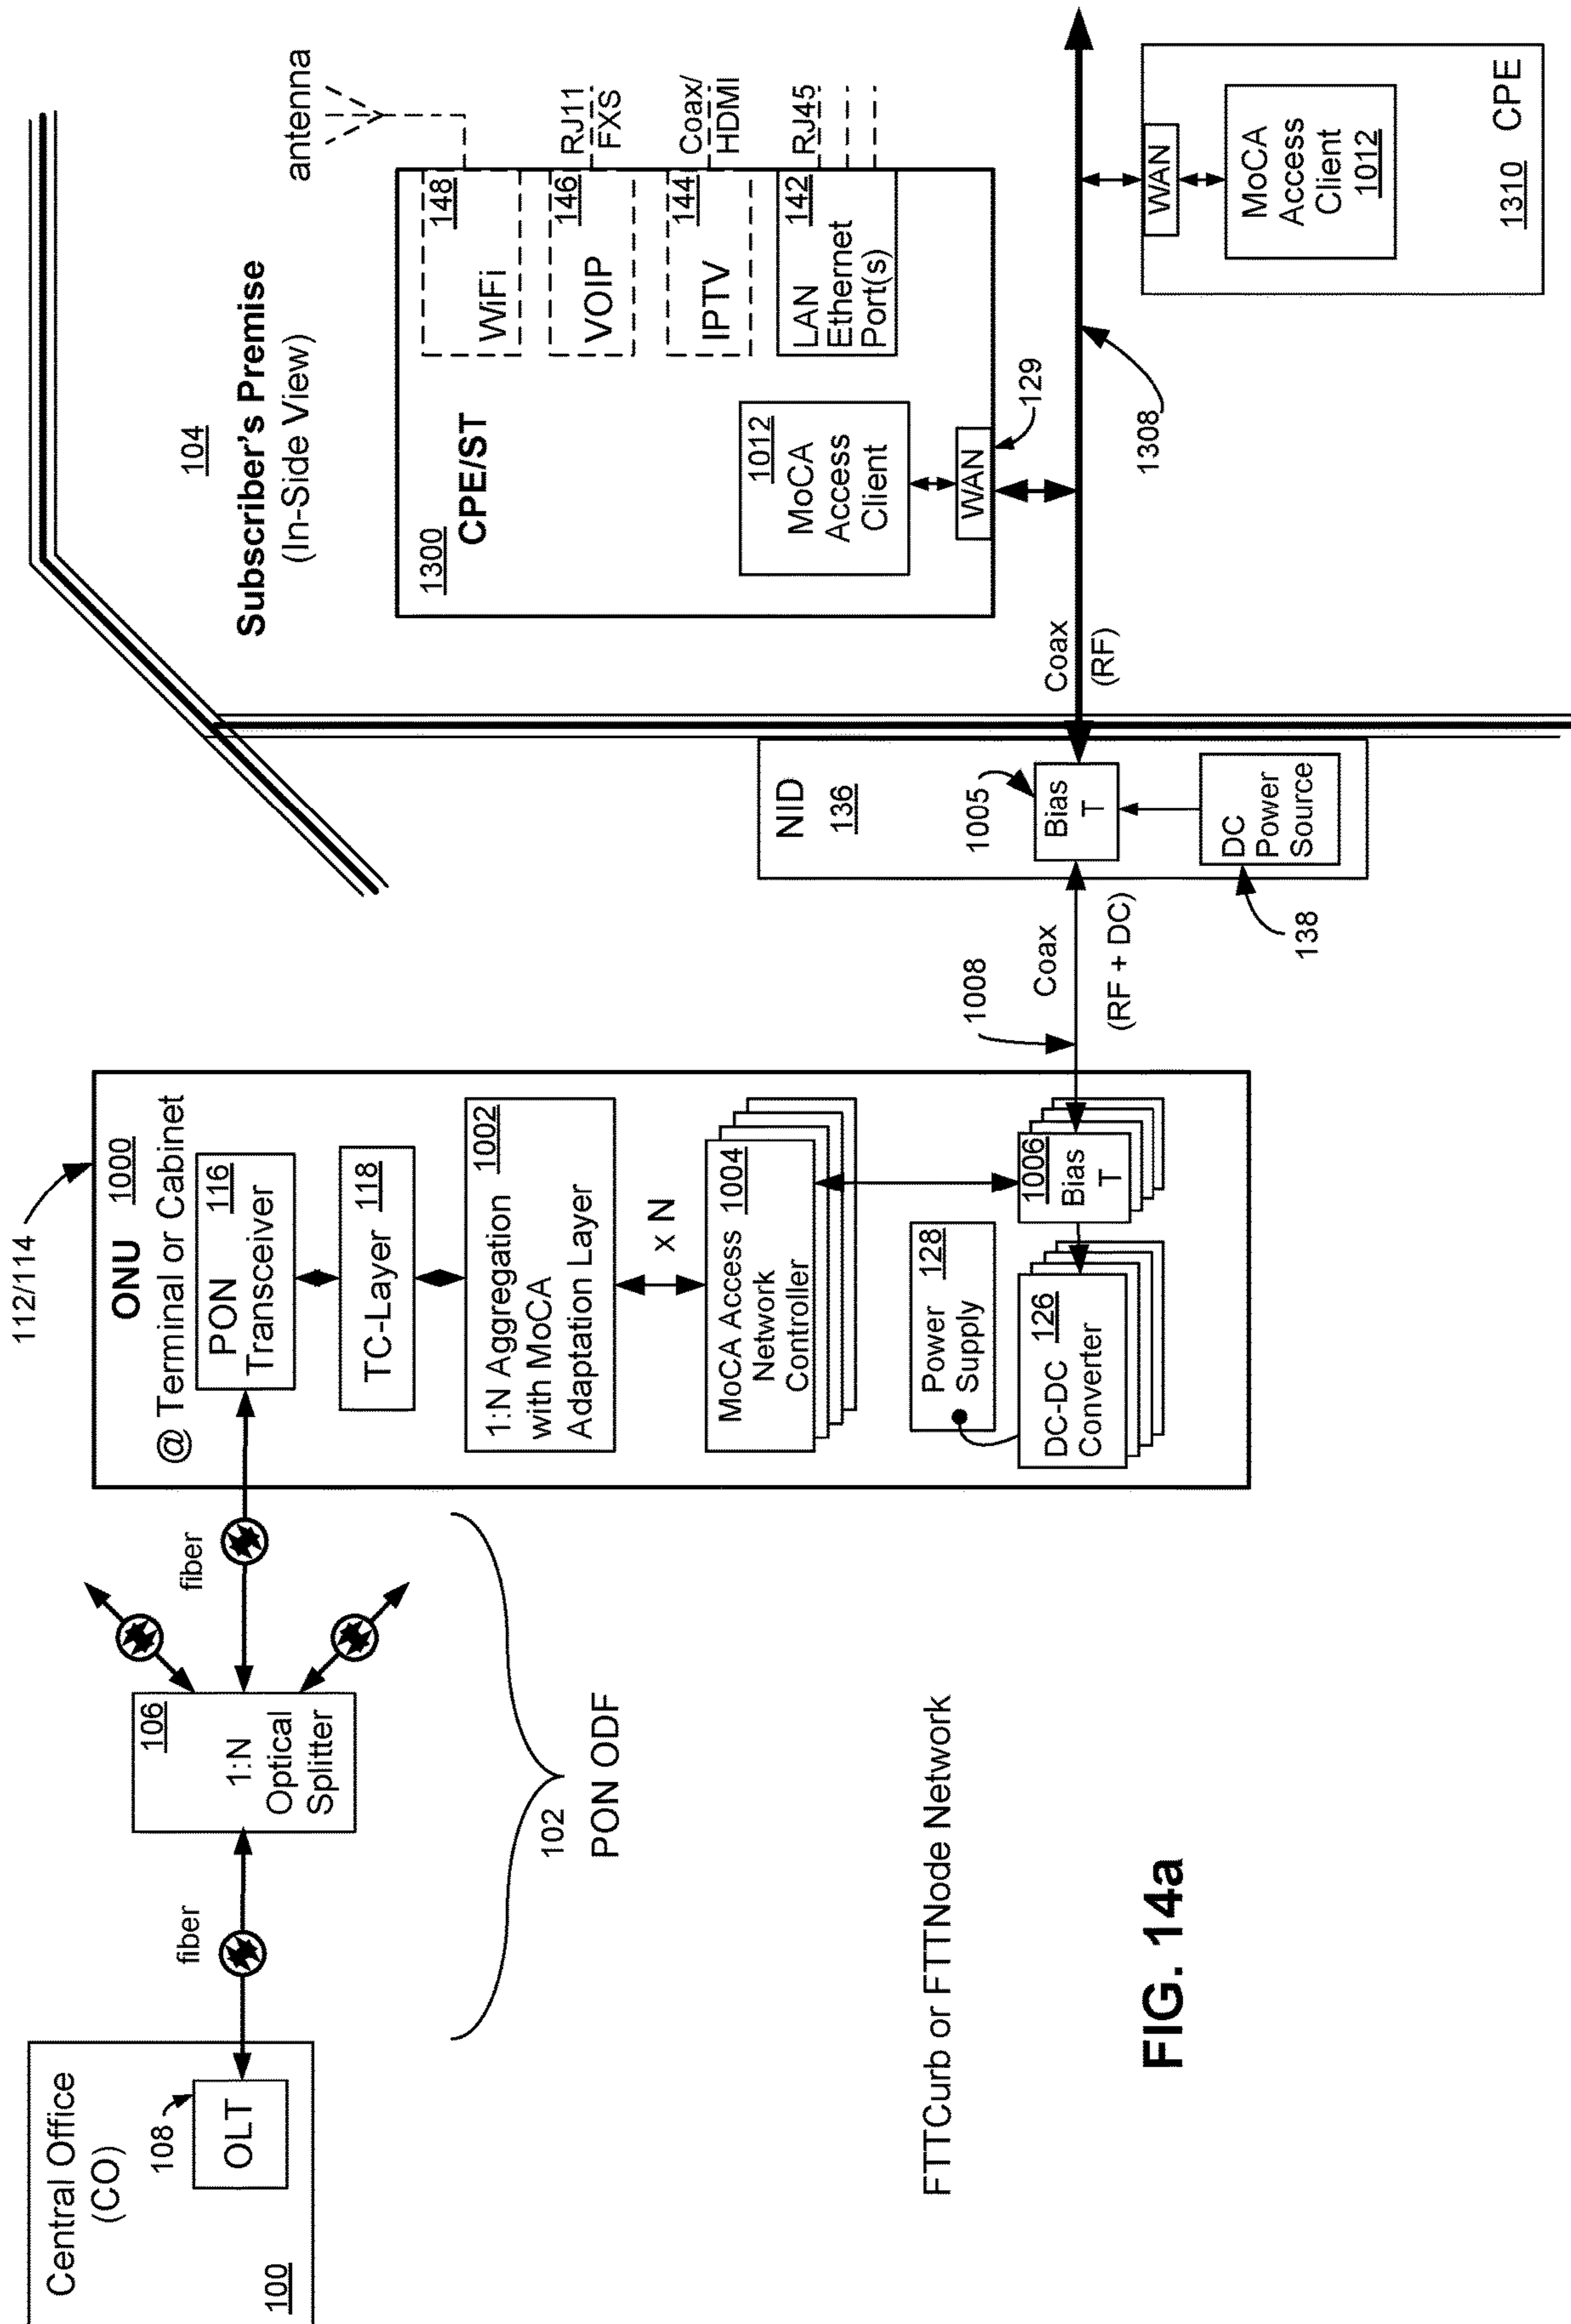 Central Office
(CO)
108
OLT
100
fiber
106
1:N
Optical
Splitter
fiber
102
PON ODF
112/114
ONU
1000
@ Terminal or Cabinet
PON
116
Transceiver
TC-Layer
118
1:N Aggregation
1002
with MoCA
Adaptation Layer
x N
MoCA Access
1004
Network
Controller
Power
128
Supply
1006
Bias
T
DC-DC
126
Converter
1008
Coax
(RF + DC)
NID
136
1005
Bias
T
DC
Power
Source
138
104
Subscriber's Premise
(In-Side View)
antenna
1300
CPE/ST
148
WiFi
146
VOIP
RJ11
FXS
144
IPTV
Coax/
HDMI
142
LAN
Ethernet
Port(s)
RJ45
1012
MoCA
Access
Client
WAN
129
Coax
(RF)
1308
WAN
MoCA
Access
Client
1012
1310
CPE
FTTCurb or FTTNode Network
FIG. 14a